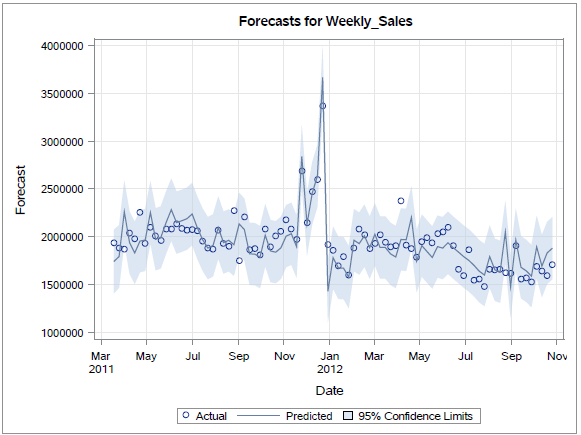 Forecasts for Weekly_Sales
4000000
3500000
3000000
2500000
2000000
1500000
1000000
Forecast
Mar May Jul Sep Nov Jan Mar May Jul Sep Nov
2011 2012
Date
Actual Predicted 95% Confidence Limits